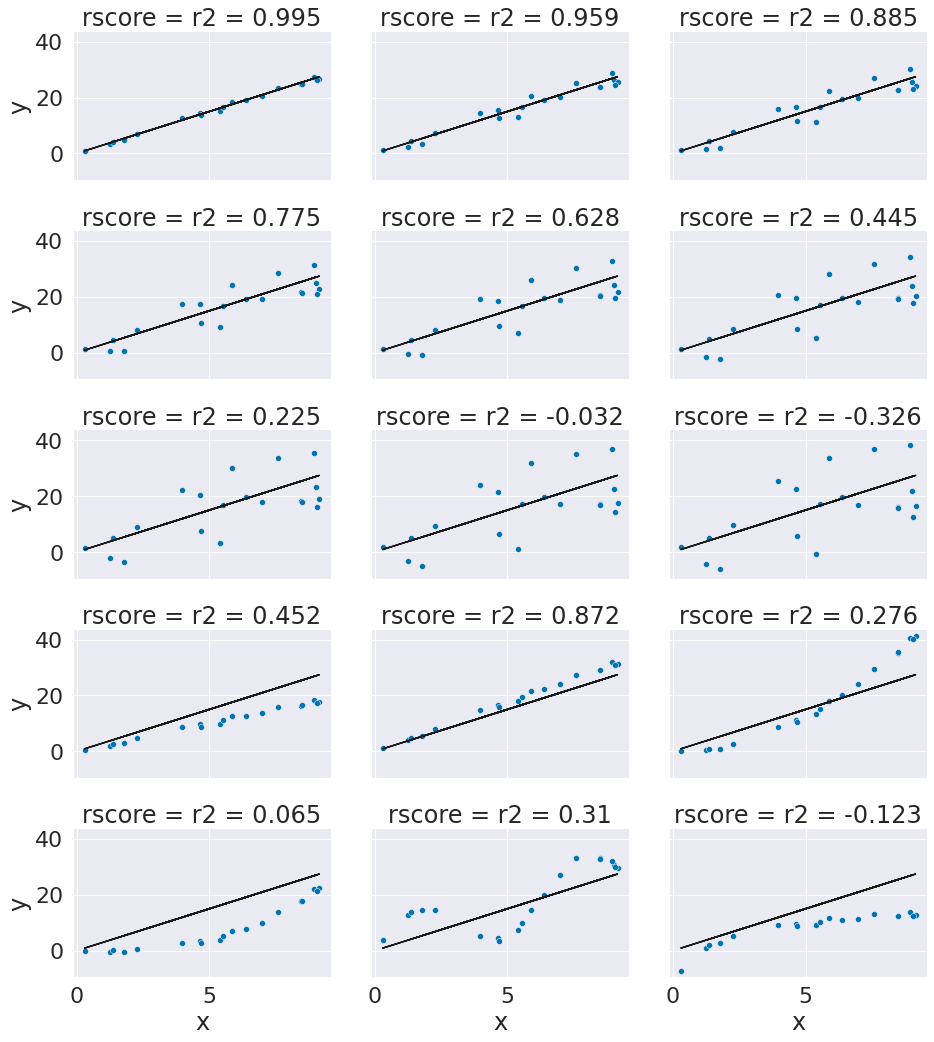 rscore = r2 = 0.995 rscore = r2 = 0.959 rscore = r2 = 0.885
40
20
0
y
rscore = r2 = 0.775 rscore = r2 = 0.628 rscore = r2 = 0.445
40
20
0
y
rscore = r2 = 0.225 rscore = r2 = -0.032 rscore = r2 = -0.326
40
20
0
y
rscore = r2 = 0.452 rscore = r2 = 0.872 rscore = r2 = 0.276
40
20
0
y
rscore = r2 = 0.065 rscore = r2 = 0.31 rscore = r2 = -0.123
40
20
0
y
0 5 0 5 0 5
x x x